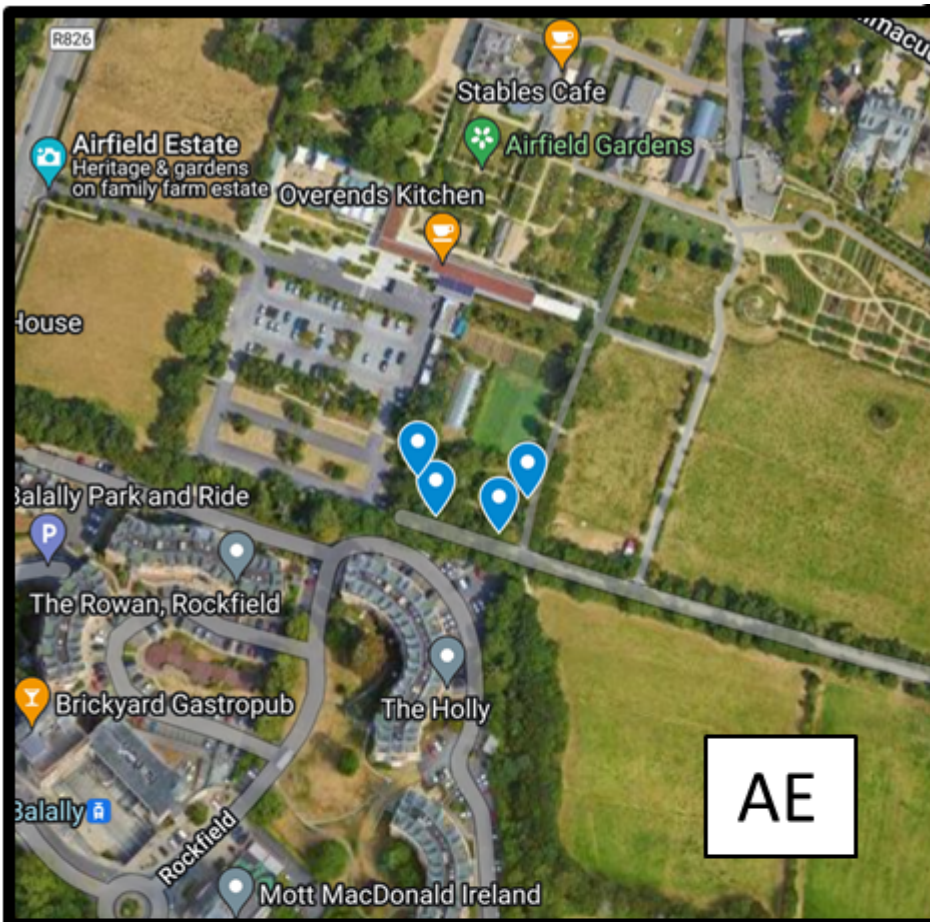 R826
Stables Cafe
Airfield Estate
Heritage & gardens
on family farm estate
Airfield Gardens
Overends Kitchen
House
Balally Park and Ride
P
The Rowan, Rockfield
The Holly
Brickyard Gastropub
AE
Balally
Rockfield
Mott MacDonald Ireland